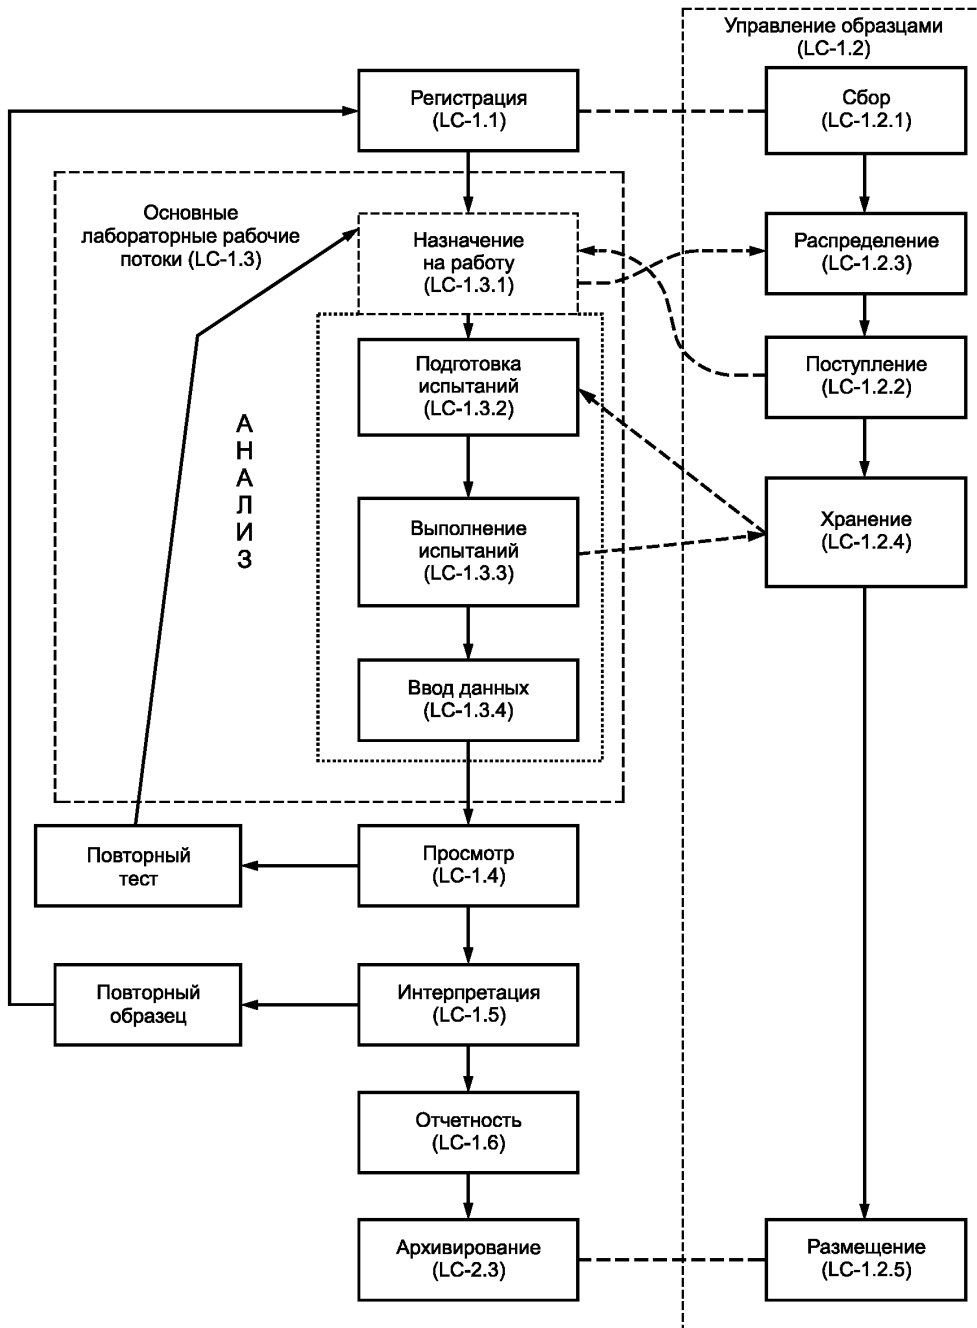 Управление образцами
(LC-1.2)
Регистрация
(LC-1.1)
Сбор
(LC-1.2.1)
Основные
лабораторные рабочие
потоки (LC-1.3)
Назначение
на работу
(LC-1.3.1)
Распределение
(LC-1.2.3)
Подготовка
испытаний
(LC-1.3.2)
Поступление
(LC-1.2.2)
А
Н
А
Л
И
З
Выполнение
испытаний
(LC-1.3.3)
Хранение
(LC-1.2.4)
Ввод данных
(LC-1.3.4)
Повторный
тест
Просмотр
(LC-1.4)
Повторный
образец
Интерпретация
(LC-1.5)
Отчетность
(LC-1.6)
Архивирование
(LC-2.3)
Размещение
(LC-1.2.5)